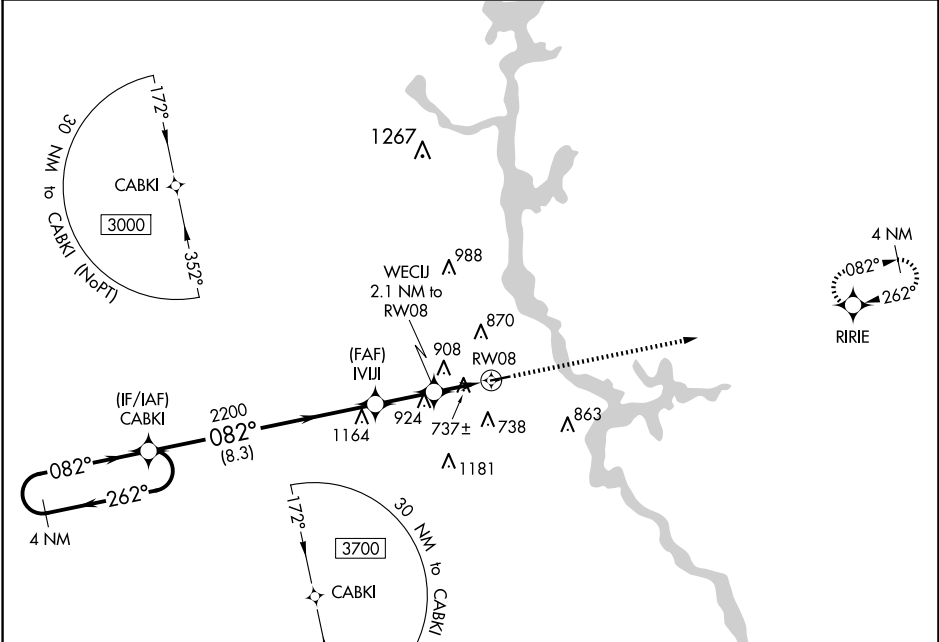 172°
30 NM to CABKI (NoPT)
CABKI
3000
352°
1267
4 NM
082°
262°
RIRIE
988
WECIJ
2.1 NM to
RW08
870
908
RW08
(FAF)
IVIJI
(IF/IAF)
CABKI
2200
082°
(8.3)
1164
924
737±
738
863
1181
082°
262°
4 NM
172°
30 NM to CABKI
3700
CABKI